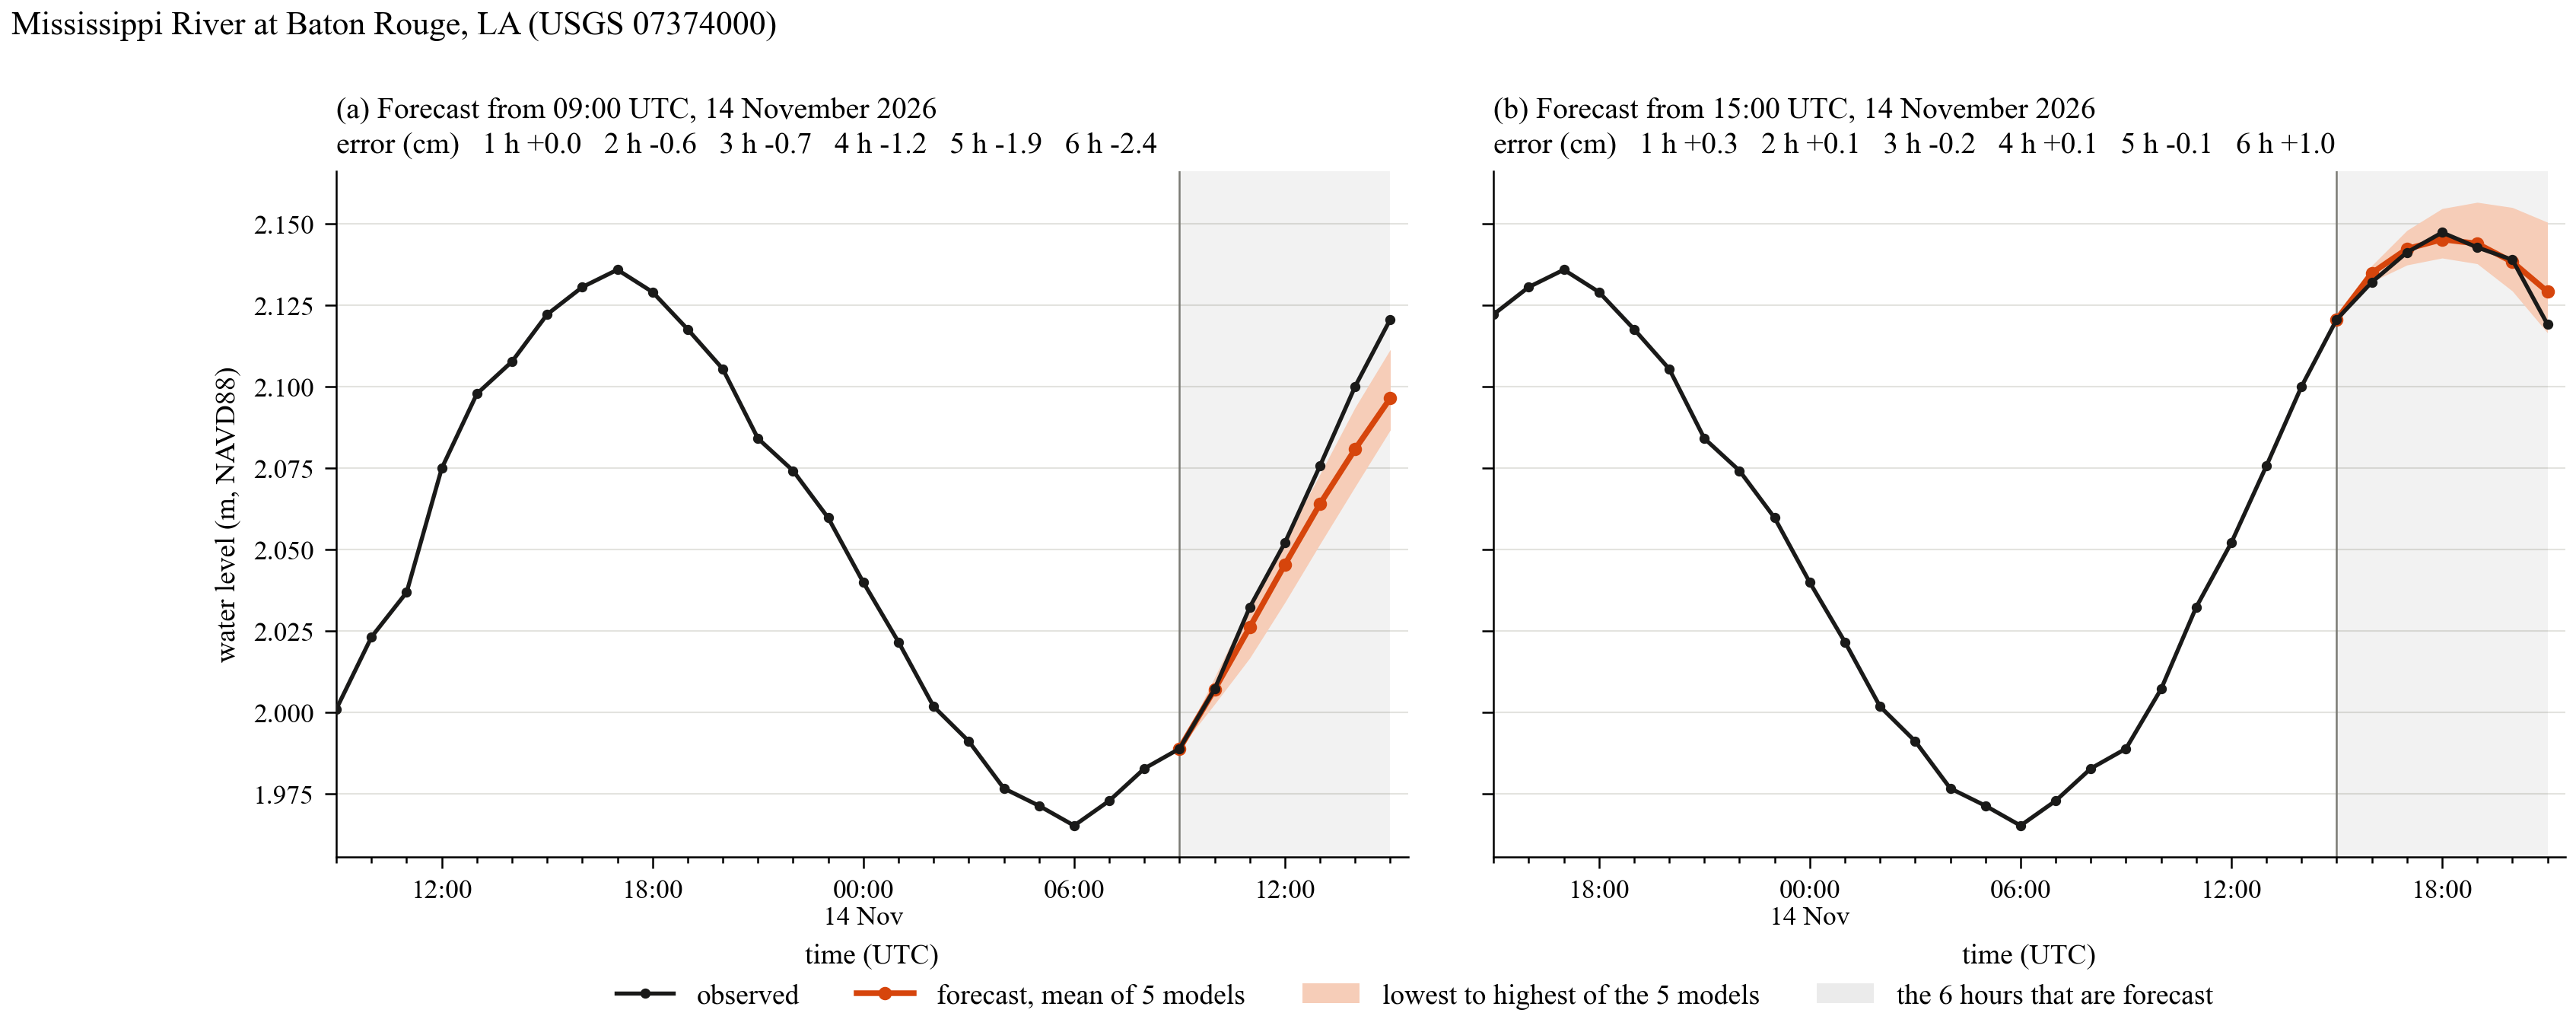 Mississippi River at Baton Rouge, LA (USGS 07374000)
(a) Forecast from 09:00 UTC, 14 November 2026
error (cm) 1 h +0.0 2 h -0.6 3 h -0.7 4 h -1.2 5 h -1.9 6 h -2.4
(b) Forecast from 15:00 UTC, 14 November 2026
error (cm) 1 h +0.3 2 h +0.1 3 h -0.2 4 h +0.1 5 h -0.1 6 h +1.0
water level (m, NAVD88)
2.150
2.125
2.100
2.075
2.050
2.025
2.000
1.975
12:00 18:00 00:00 06:00 12:00
14 Nov
time (UTC)
18:00 00:00 06:00 12:00 18:00
14 Nov
time (UTC)
observed forecast, mean of 5 models lowest to highest of the 5 models the 6 hours that are forecast